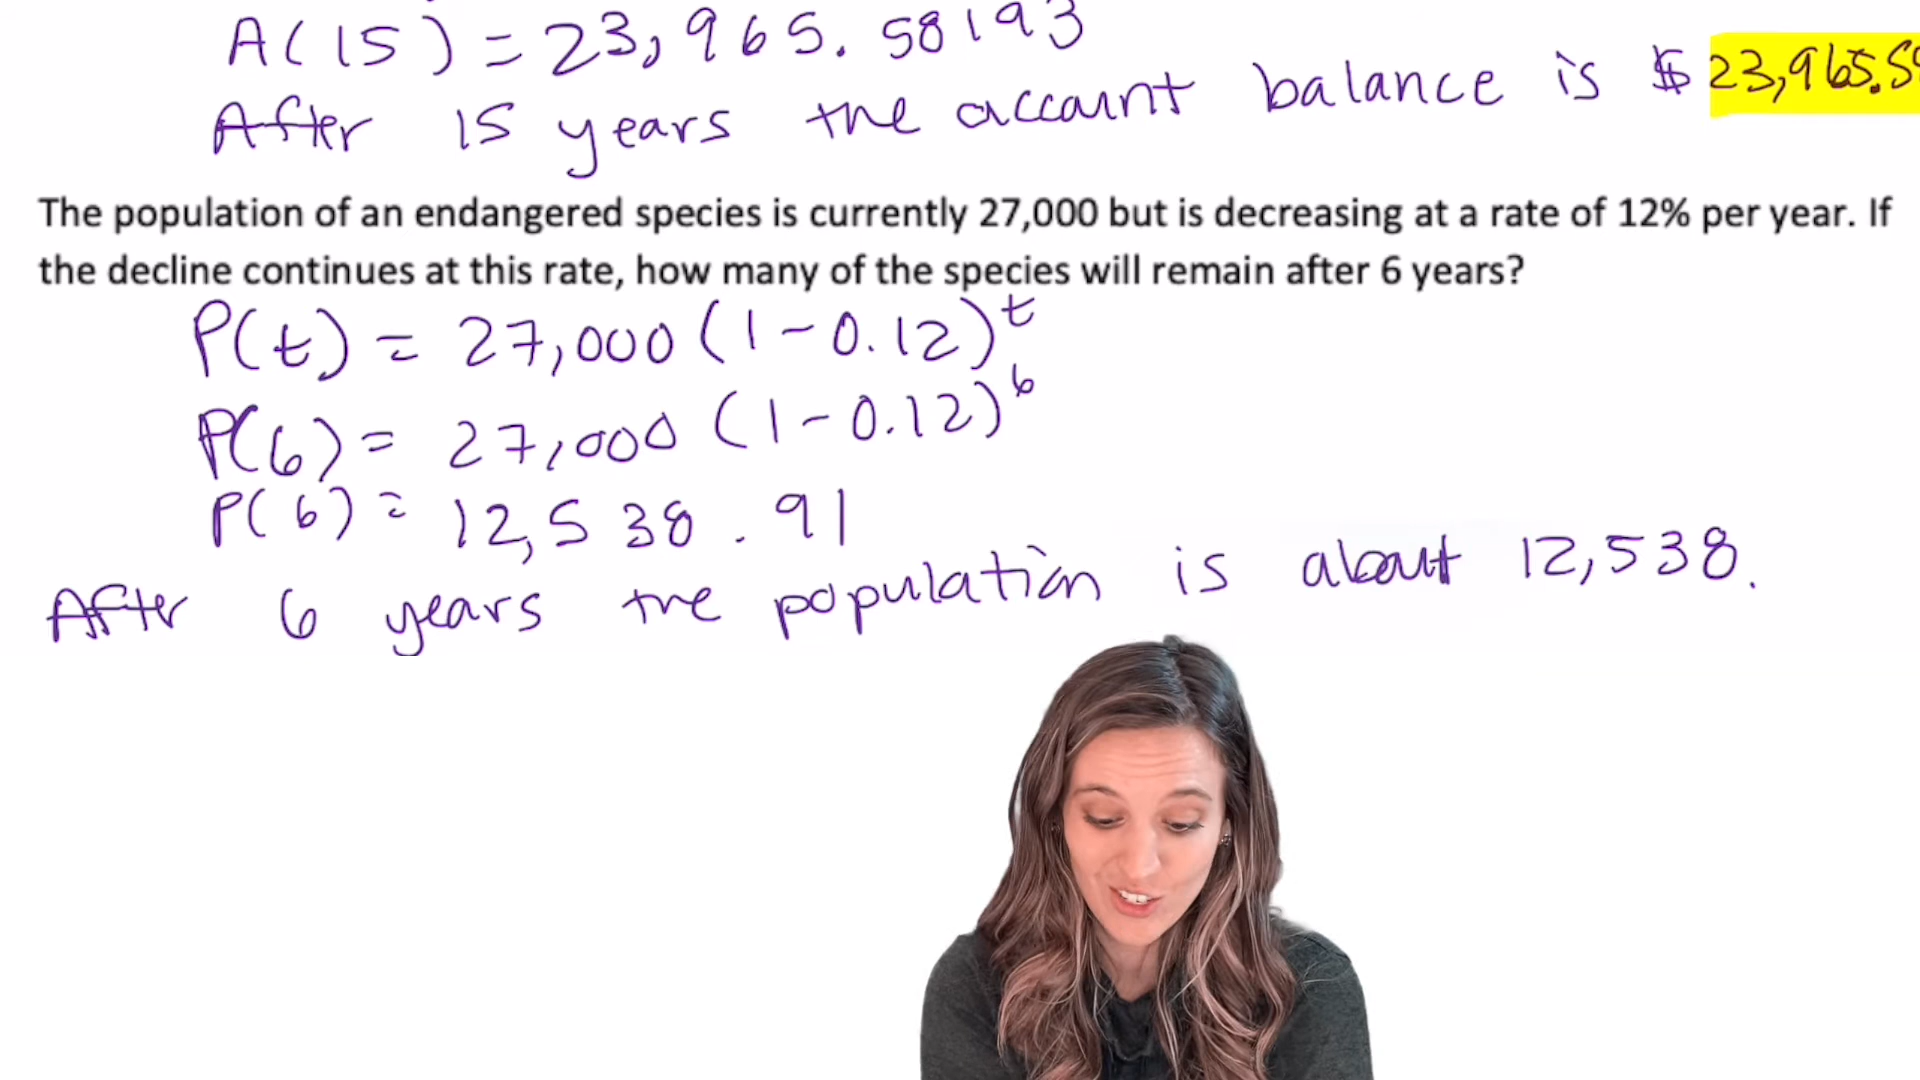 A(15) = 23,965.58193
After 15 years the account balance is $23,965.58
The population of an endangered species is currently 27,000 but is decreasing at a rate of 12% per year. If
the decline continues at this rate, how many of the species will remain after 6 years?
P(t) = 27,000(1-0.12)^t
P(6) = 27,000 (1-0.12)^6
P(6) = 12,538.91
After 6 years the population is about 12,538.